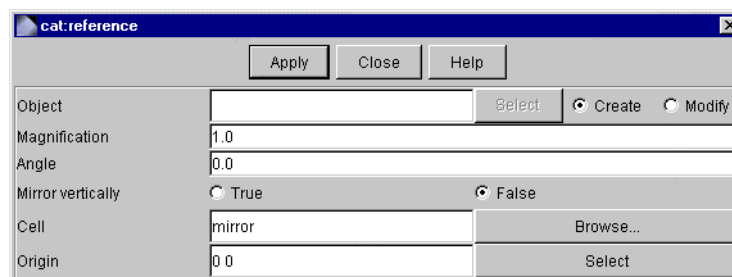 cat:reference
Apply Close Help
Object Select Create Modify
Magnification 1.0
Angle 0.0
Mirror vertically True False
Cell mirror Browse...
Origin 0 0 Select